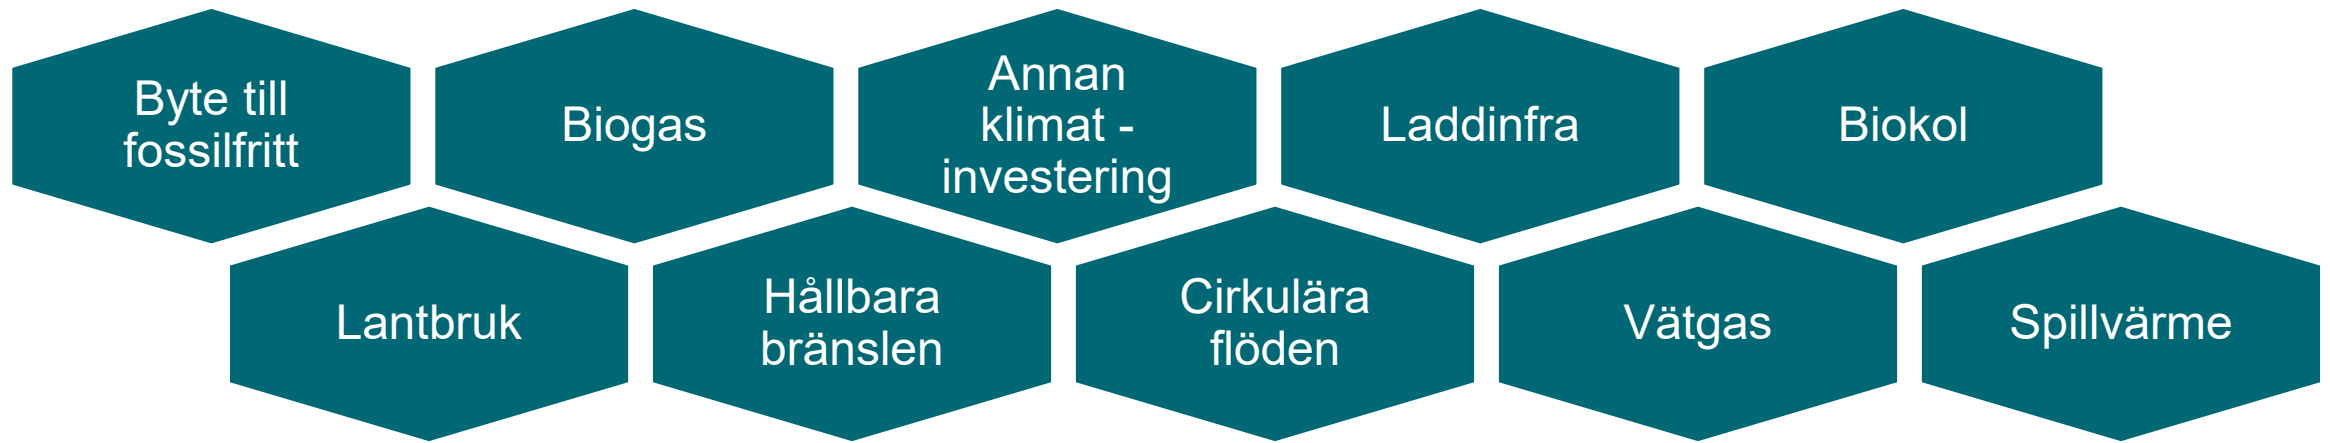 Byte till
fossilfritt
Biogas
Annan
klimat -
investering
Laddinfra
Biokol
Lantbruk
Hållbara
bränslen
Cirkulära
flöden
Vätgas
Spillvärme